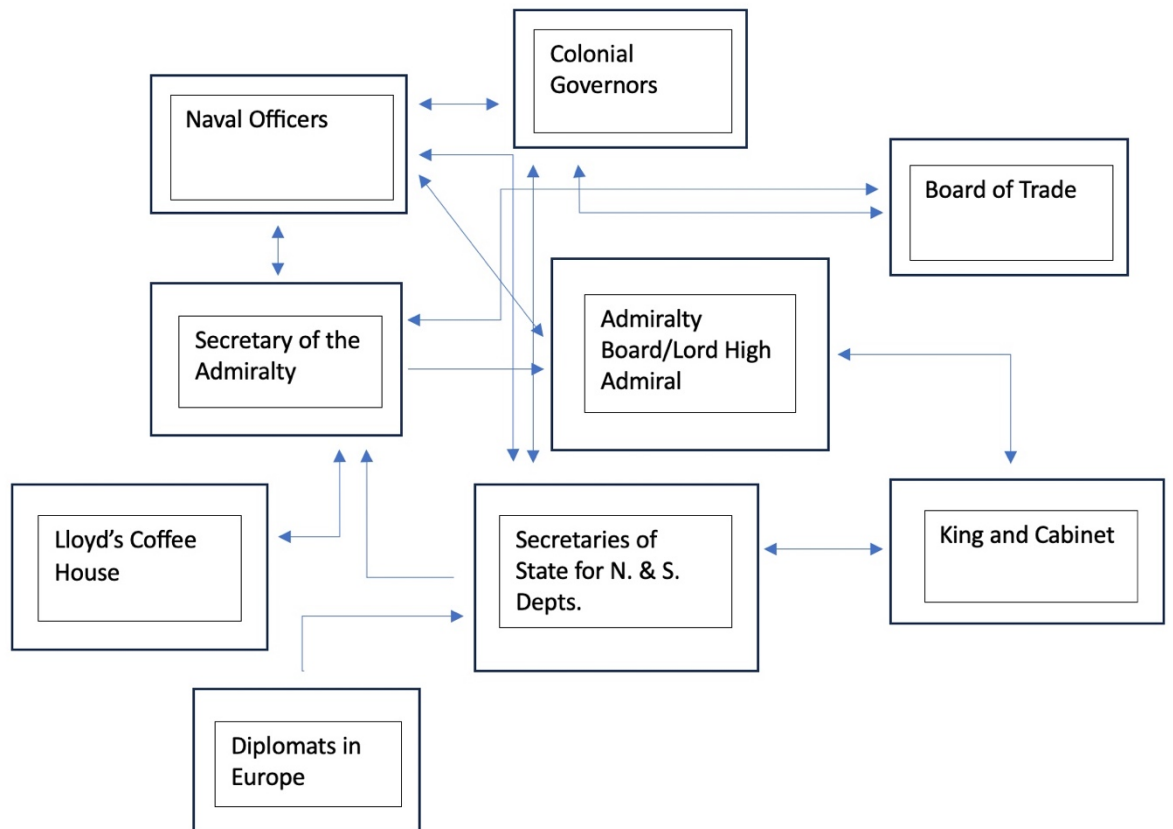 Colonial
Governors
Naval Officers
Board of Trade
Secretary of the
Admiralty
Admiralty
Board/Lord High
Admiral
Lloyd’s Coffee
House
Secretaries of
State for N. & S.
Depts.
King and Cabinet
Diplomats in
Europe